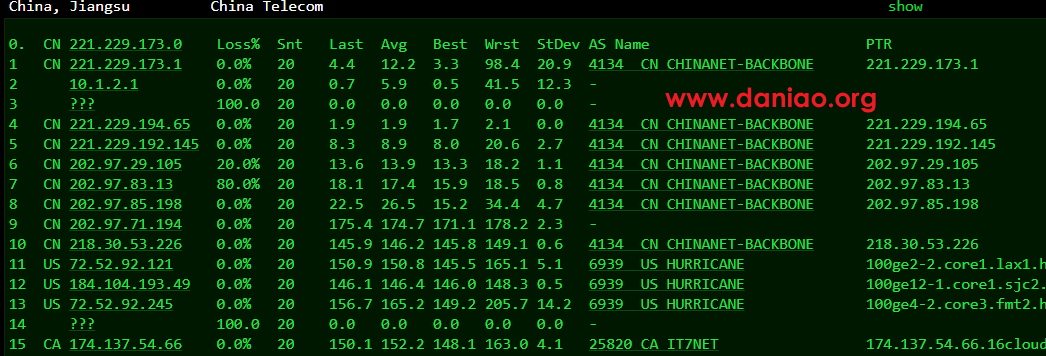 China, Jiangsu China Telecom show
0. CN 221.229.173.0 Loss% Snt Last Avg Best Wrst StDev AS Name PTR
1 CN 221.229.173.1 0.0% 20 4.4 12.2 3.3 98.4 20.9 4134 CN CHINANET-BACKBONE 221.229.173.1
2 10.1.2.1 0.0% 20 0.7 5.9 0.5 41.5 12.3 -
3 ??? 100.0 20 0.0 0.0 0.0 0.0 0.0 -
www.daniao.org
4 CN 221.229.194.65 0.0% 20 1.9 1.9 1.7 2.1 0.0 4134 CN CHINANET-BACKBONE 221.229.194.65
5 CN 221.229.192.145 0.0% 20 8.3 8.9 8.0 20.6 2.7 4134 CN CHINANET-BACKBONE 221.229.192.145
6 CN 202.97.29.105 20.0% 20 13.6 13.9 13.3 18.2 1.1 4134 CN CHINANET-BACKBONE 202.97.29.105
7 CN 202.97.83.13 80.0% 20 18.1 17.4 15.9 18.5 0.8 4134 CN CHINANET-BACKBONE 202.97.83.13
8 CN 202.97.85.198 0.0% 20 22.5 26.5 15.2 34.4 4.7 4134 CN CHINANET-BACKBONE 202.97.85.198
9 CN 202.97.71.194 0.0% 20 175.4 174.7 171.1 178.2 2.3 -
10 CN 218.30.53.226 0.0% 20 145.9 146.2 145.8 149.1 0.6 4134 CN CHINANET-BACKBONE 218.30.53.226
11 US 72.52.92.121 0.0% 20 150.9 150.8 145.5 165.1 5.1 6939 US HURRICANE 100ge2-2.core1.lax1.h
12 US 184.104.193.49 0.0% 20 146.1 146.4 146.0 148.3 0.5 6939 US HURRICANE 100ge12-1.core1.sjc2.
13 US 72.52.92.245 0.0% 20 156.7 165.2 149.2 205.7 14.2 6939 US HURRICANE 100ge4-2.core3.fmt2.h
14 ??? 100.0 20 0.0 0.0 0.0 0.0 0.0 -
15 CA 174.137.54.66 0.0% 20 150.1 152.2 148.1 163.0 4.1 25820 CA IT7NET 174.137.54.66.16cloud